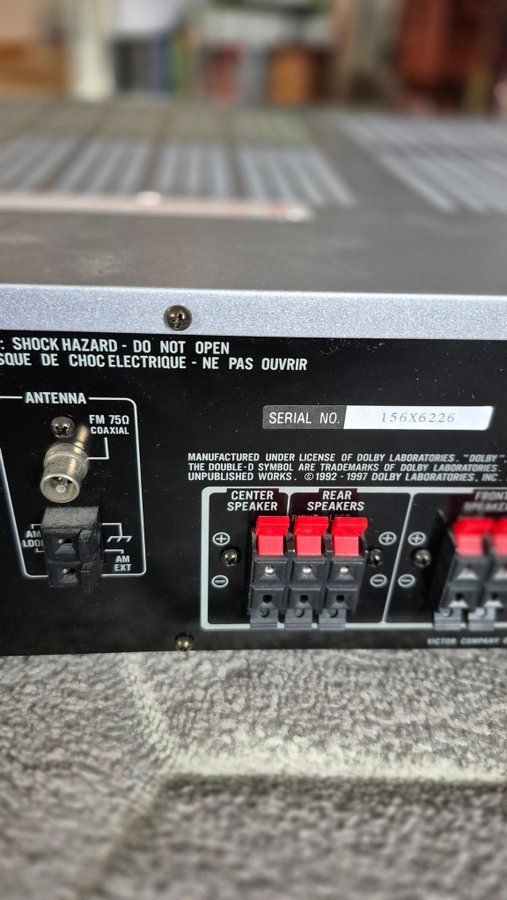 : SHOCK HAZARD - DO NOT OPEN
SQUE DE CHOC ELECTRIQUE - NE PAS OUVRIR
ANTENNA
FM 75Ω
COAXIAL
AM
LOOP
AM
EXT
SERIAL NO. 156X6226
MANUFACTURED UNDER LICENSE OF DOLBY LABORATORIES. "DOLBY",
THE DOUBLE-D SYMBOL ARE TRADEMARKS OF DOLBY LABORATORIES.
UNPUBLISHED WORKS. ©1992 - 1997 DOLBY LABORATORIES, INC.
CENTER
SPEAKER
REAR
SPEAKERS
+ + +
- - -
FRONT
SPEAKE
VICTOR COMPANY